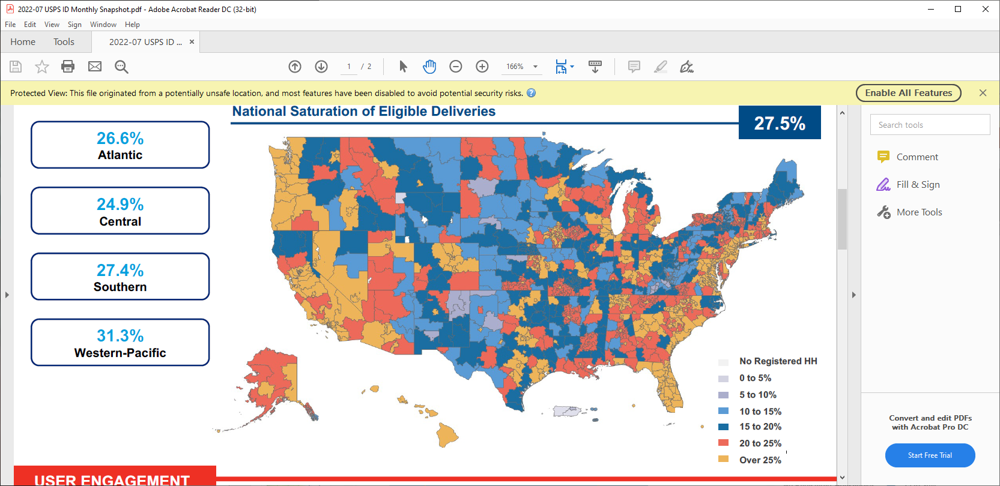 2022-07 USPS ID Monthly Snapshot.pdf - Adobe Acrobat Reader DC (32-bit)
File Edit View Sign Window Help
Home Tools 2022-07 USPS ID ... ×
1 / 2 166%
Protected View: This file originated from a potentially unsafe location, and most features have been disabled to avoid potential security risks. ?
Enable All Features
National Saturation of Eligible Deliveries
27.5%
26.6%
Atlantic
24.9%
Central
27.4%
Southern
31.3%
Western-Pacific
No Registered HH
0 to 5%
5 to 10%
10 to 15%
15 to 20%
20 to 25%
Over 25%
USER ENGAGEMENT
Search tools
Comment
Fill & Sign
More Tools
Convert and edit PDFs
with Acrobat Pro DC
Start Free Trial